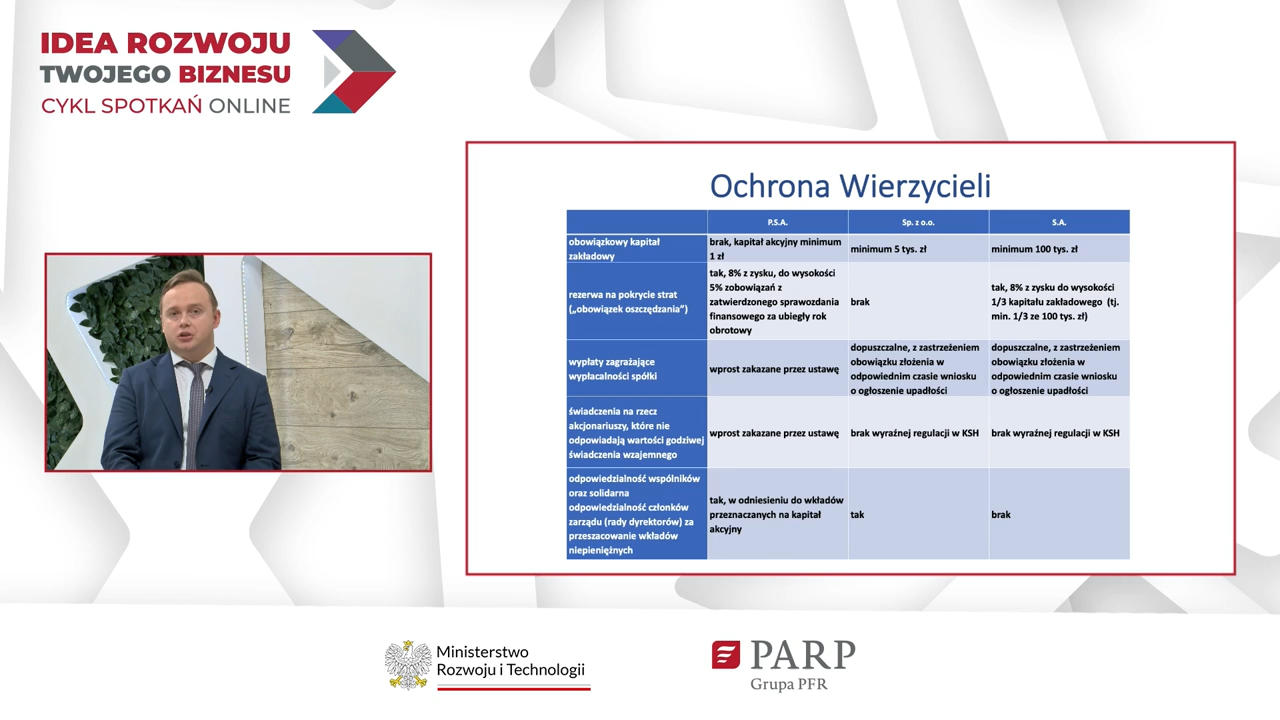 IDEA ROZWOJU
TWOJEGO BIZNESU
CYKL SPOTKAŃ ONLINE
Ochrona Wierzycieli
P.S.A.
Sp. z o.o.
S.A.
obowiązkowy kapitał
zakładowy
brak, kapitał akcyjny minimum
1 zł
minimum 5 tys. zł
minimum 100 tys. zł
rezerwa na pokrycie strat
(„obowiązek oszczędzania”)
tak, 8% z zysku, do wysokości
5% zobowiązań z
zatwierdzonego sprawozdania
finansowego za ubiegły rok
obrotowy
brak
tak, 8% z zysku do wysokości
1/3 kapitału zakładowego (tj.
min. 1/3 ze 100 tys. zł)
wypłaty zagrażające
wypłacalności spółki
wprost zakazane przez ustawę
dopuszczalne, z zastrzeżeniem
obowiązku złożenia w
odpowiednim czasie wniosku
o ogłoszenie upadłości
dopuszczalne, z zastrzeżeniem
obowiązku złożenia w
odpowiednim czasie wniosku
o ogłoszenie upadłości
świadczenia na rzecz
akcjonariuszy, które nie
odpowiadają wartości godziwej
świadczenia wzajemnego
wprost zakazane przez ustawę
brak wyraźnej regulacji w KSH
brak wyraźnej regulacji w KSH
odpowiedzialność wspólników
oraz solidarna
odpowiedzialność członków
zarządu (rady dyrektorów) za
przeszacowanie wkładów
niepieniężnych
tak, w odniesieniu do wkładów
przeznaczanych na kapitał
akcyjny
tak
brak
Ministerstwo
Rozwoju i Technologii
PARP
Grupa PFR